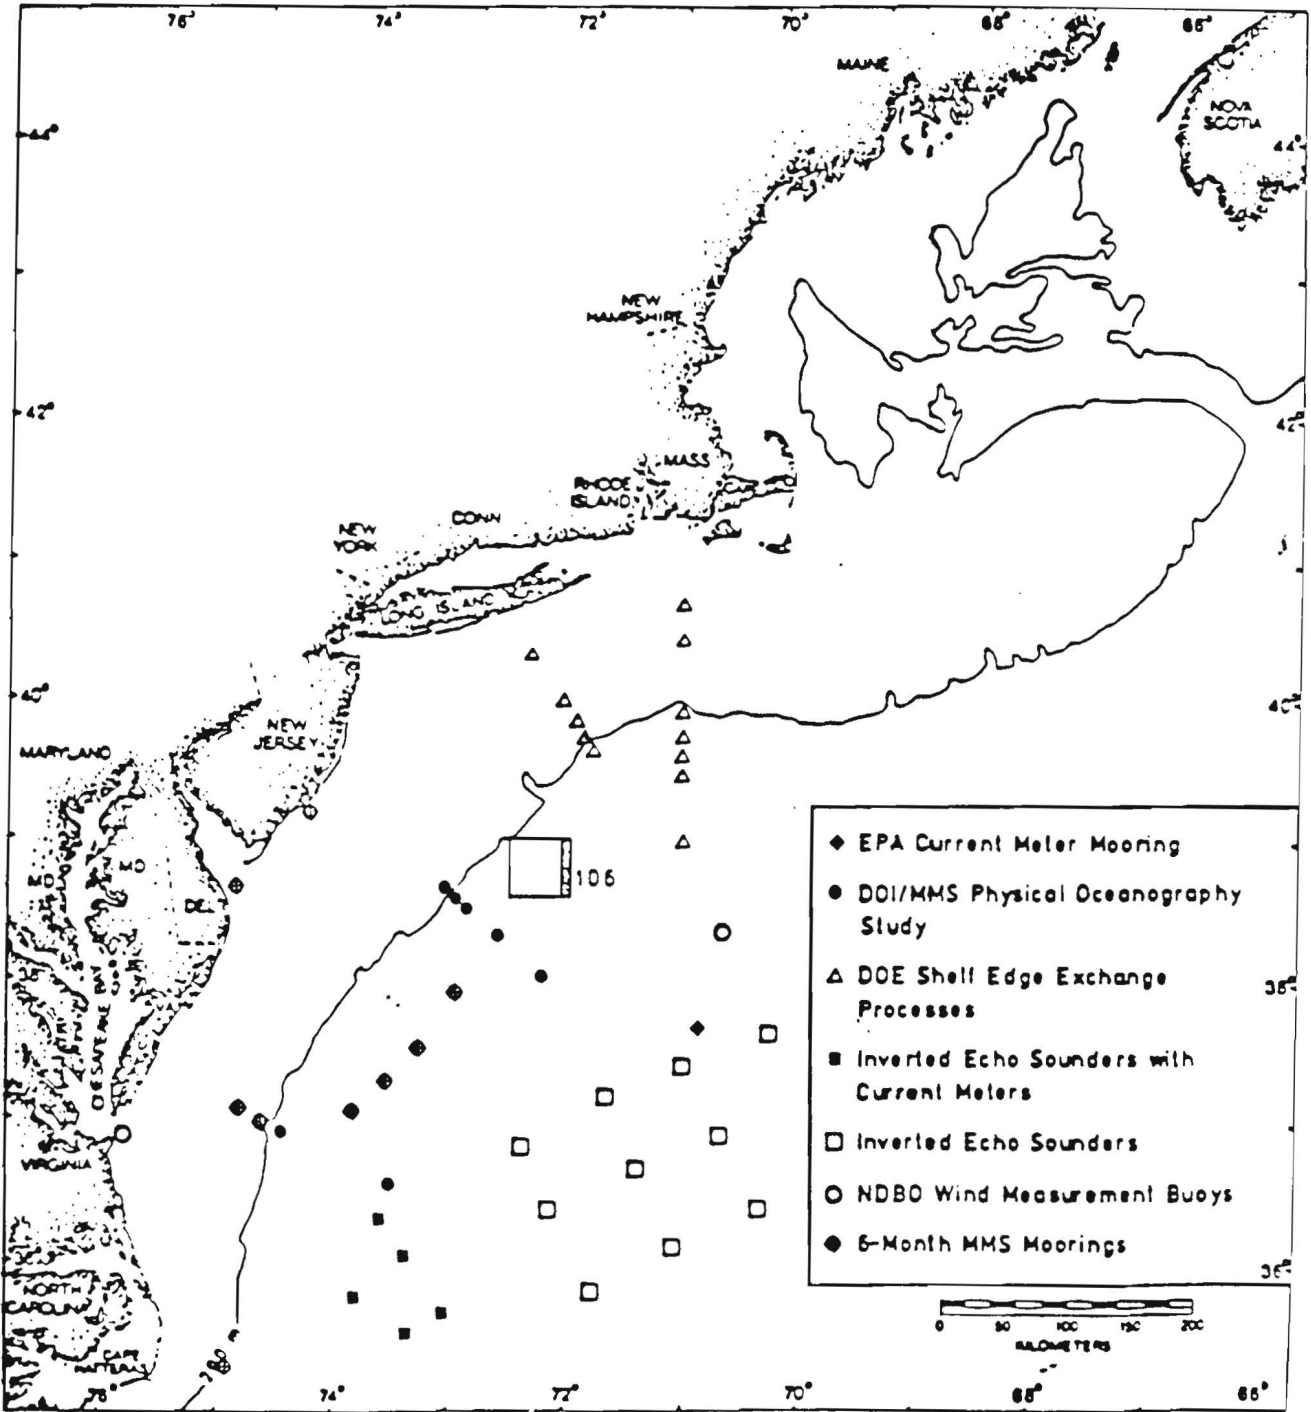 76°
74°
72°
70°
68°
66°
MAINE
NOVA
SCOTIA
44°
44°
NEW
HAMPSHIRE
42°
42°
MASS
RHODE
ISLAND
CONN
NEW
YORK
LONG ISLAND
40°
40°
NEW
JERSEY
MARYLAND
MD
MD
DEL
CHESAPEAKE BAY
106
◆ EPA Current Meter Mooring
● DOI/MMS Physical Oceanography
Study
△ DOE Shelf Edge Exchange
Processes
■ Inverted Echo Sounders with
Current Meters
□ Inverted Echo Sounders
○ NDBO Wind Measurement Buoys
◆ 6-Month MMS Moorings
38°
36°
VIRGINIA
NORTH
CAROLINA
CAPE
HATTERAS
0 50 100 150 200
KILOMETERS
76°
74°
72°
70°
68°
66°